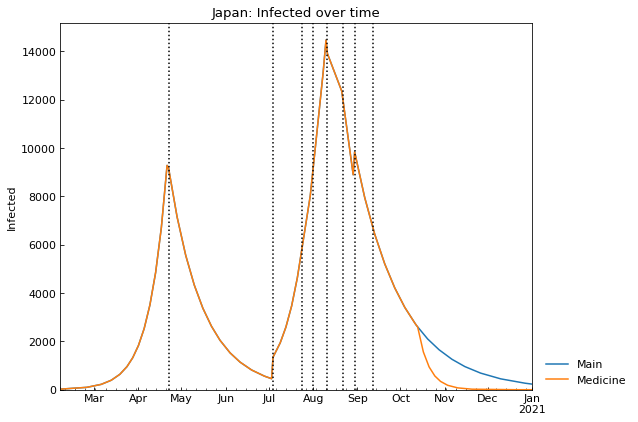 Japan: Infected over time
Infected
14000
12000
10000
8000
6000
4000
2000
0
Mar Apr May Jun Jul Aug Sep Oct Nov Dec Jan
2021
Main
Medicine